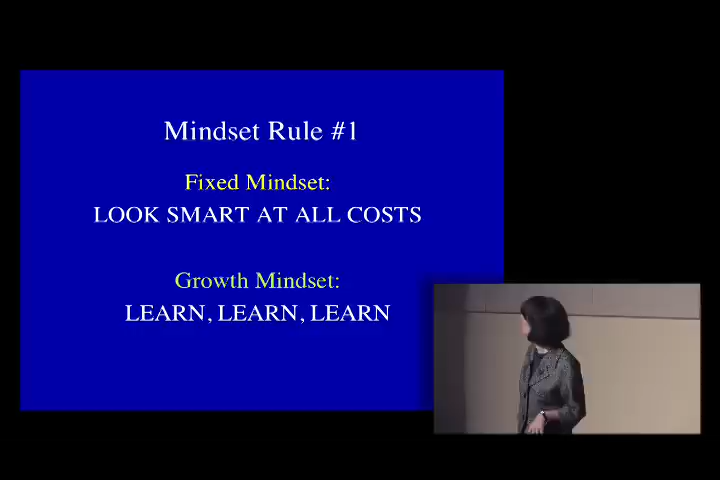 Mindset Rule #1
Fixed Mindset:
LOOK SMART AT ALL COSTS
Growth Mindset:
LEARN, LEARN, LEARN